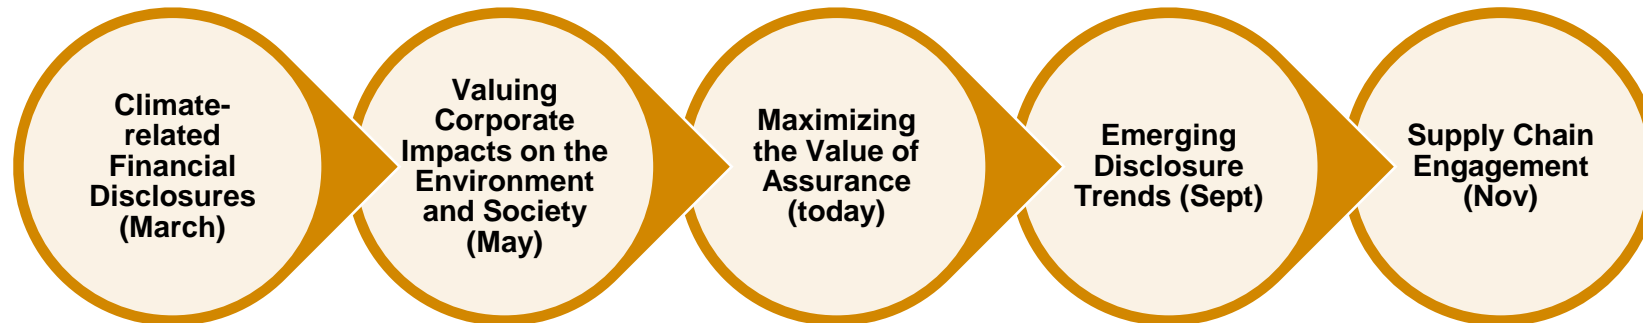 Climate-
related
Financial
Disclosures
(March)
Valuing
Corporate
Impacts on the
Environment
and Society
(May)
Maximizing
the Value of
Assurance
(today)
Emerging
Disclosure
Trends (Sept)
Supply Chain
Engagement
(Nov)